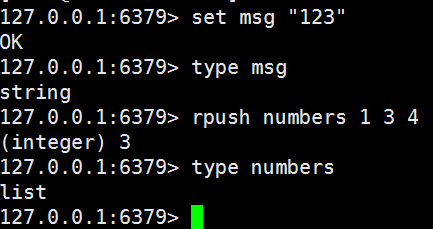 127.0.0.1:6379> set msg "123"
OK
127.0.0.1:6379> type msg
string
127.0.0.1:6379> rpush numbers 1 3 4
(integer) 3
127.0.0.1:6379> type numbers
list
127.0.0.1:6379>